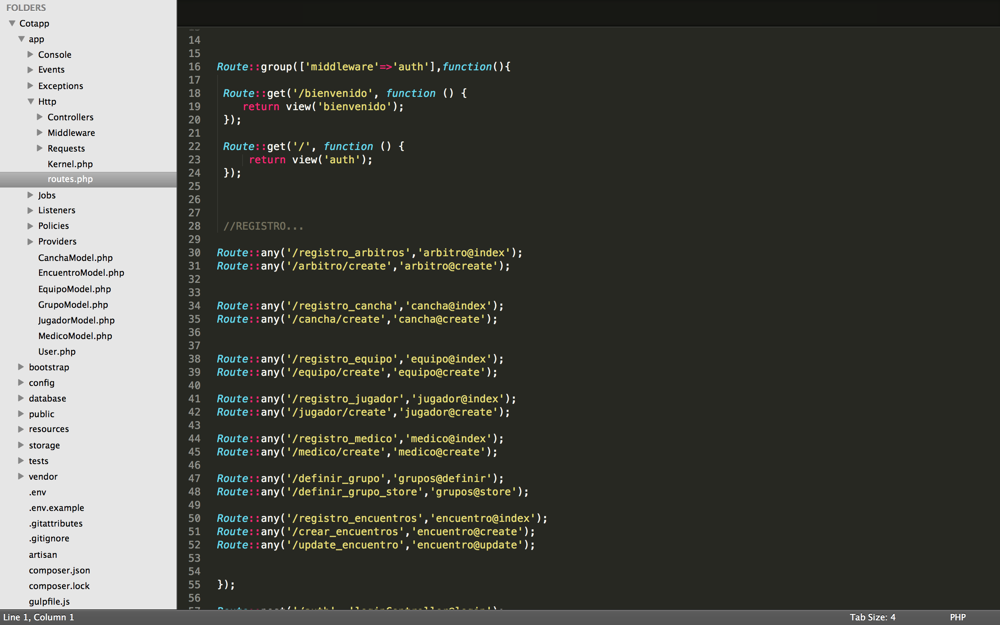 FOLDERS
Cotapp
app
Console
Events
Exceptions
Http
Controllers
Middleware
Requests
Kernel.php
routes.php
Jobs
Listeners
Policies
Providers
CanchaModel.php
EncuentroModel.php
EquipoModel.php
GrupoModel.php
JugadorModel.php
MedicoModel.php
User.php
bootstrap
config
database
public
resources
storage
tests
vendor
.env
.env.example
.gitattributes
.gitignore
artisan
composer.json
composer.lock
gulpfile.js
14
15
16 Route::group(['middleware'=>'auth'],function(){
17
18 Route::get('/bienvenido', function () {
19 return view('bienvenido');
20 });
21
22 Route::get('/', function () {
23 return view('auth');
24 });
25
26
27
28 //REGISTRO...
29
30 Route::any('/registro_arbitros','arbitro@index');
31 Route::any('/arbitro/create','arbitro@create');
32
33
34 Route::any('/registro_cancha','cancha@index');
35 Route::any('/cancha/create','cancha@create');
36
37
38 Route::any('/registro_equipo','equipo@index');
39 Route::any('/equipo/create','equipo@create');
40
41 Route::any('/registro_jugador','jugador@index');
42 Route::any('/jugador/create','jugador@create');
43
44 Route::any('/registro_medico','medico@index');
45 Route::any('/medico/create','medico@create');
46
47 Route::any('/definir_grupo','grupos@definir');
48 Route::any('/definir_grupo_store','grupos@store');
49
50 Route::any('/registro_encuentros','encuentro@index');
51 Route::any('/crear_encuentros','encuentro@create');
52 Route::any('/update_encuentro','encuentro@update');
53
54
55 });
56
Line 1, Column 1
Tab Size: 4
PHP